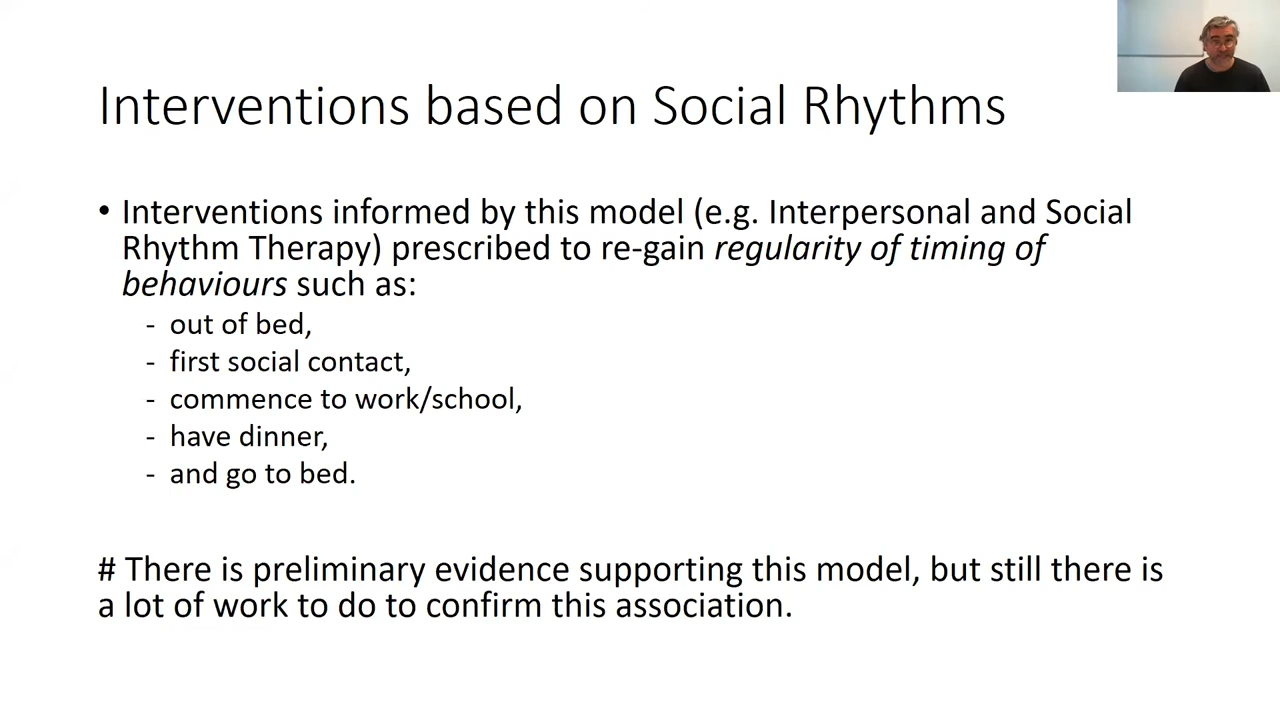 Interventions based on Social Rhythms
• Interventions informed by this model (e.g. Interpersonal and Social
Rhythm Therapy) prescribed to re-gain regularity of timing of
behaviours such as:
- out of bed,
- first social contact,
- commence to work/school,
- have dinner,
- and go to bed.
# There is preliminary evidence supporting this model, but still there is
a lot of work to do to confirm this association.